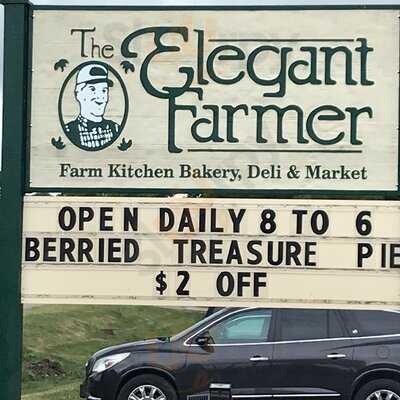 The
Elegant
Farmer
Farm Kitchen Bakery, Deli & Market
OPEN DAILY 8 TO 6
BERRIED TREASURE PIE
$2 OFF